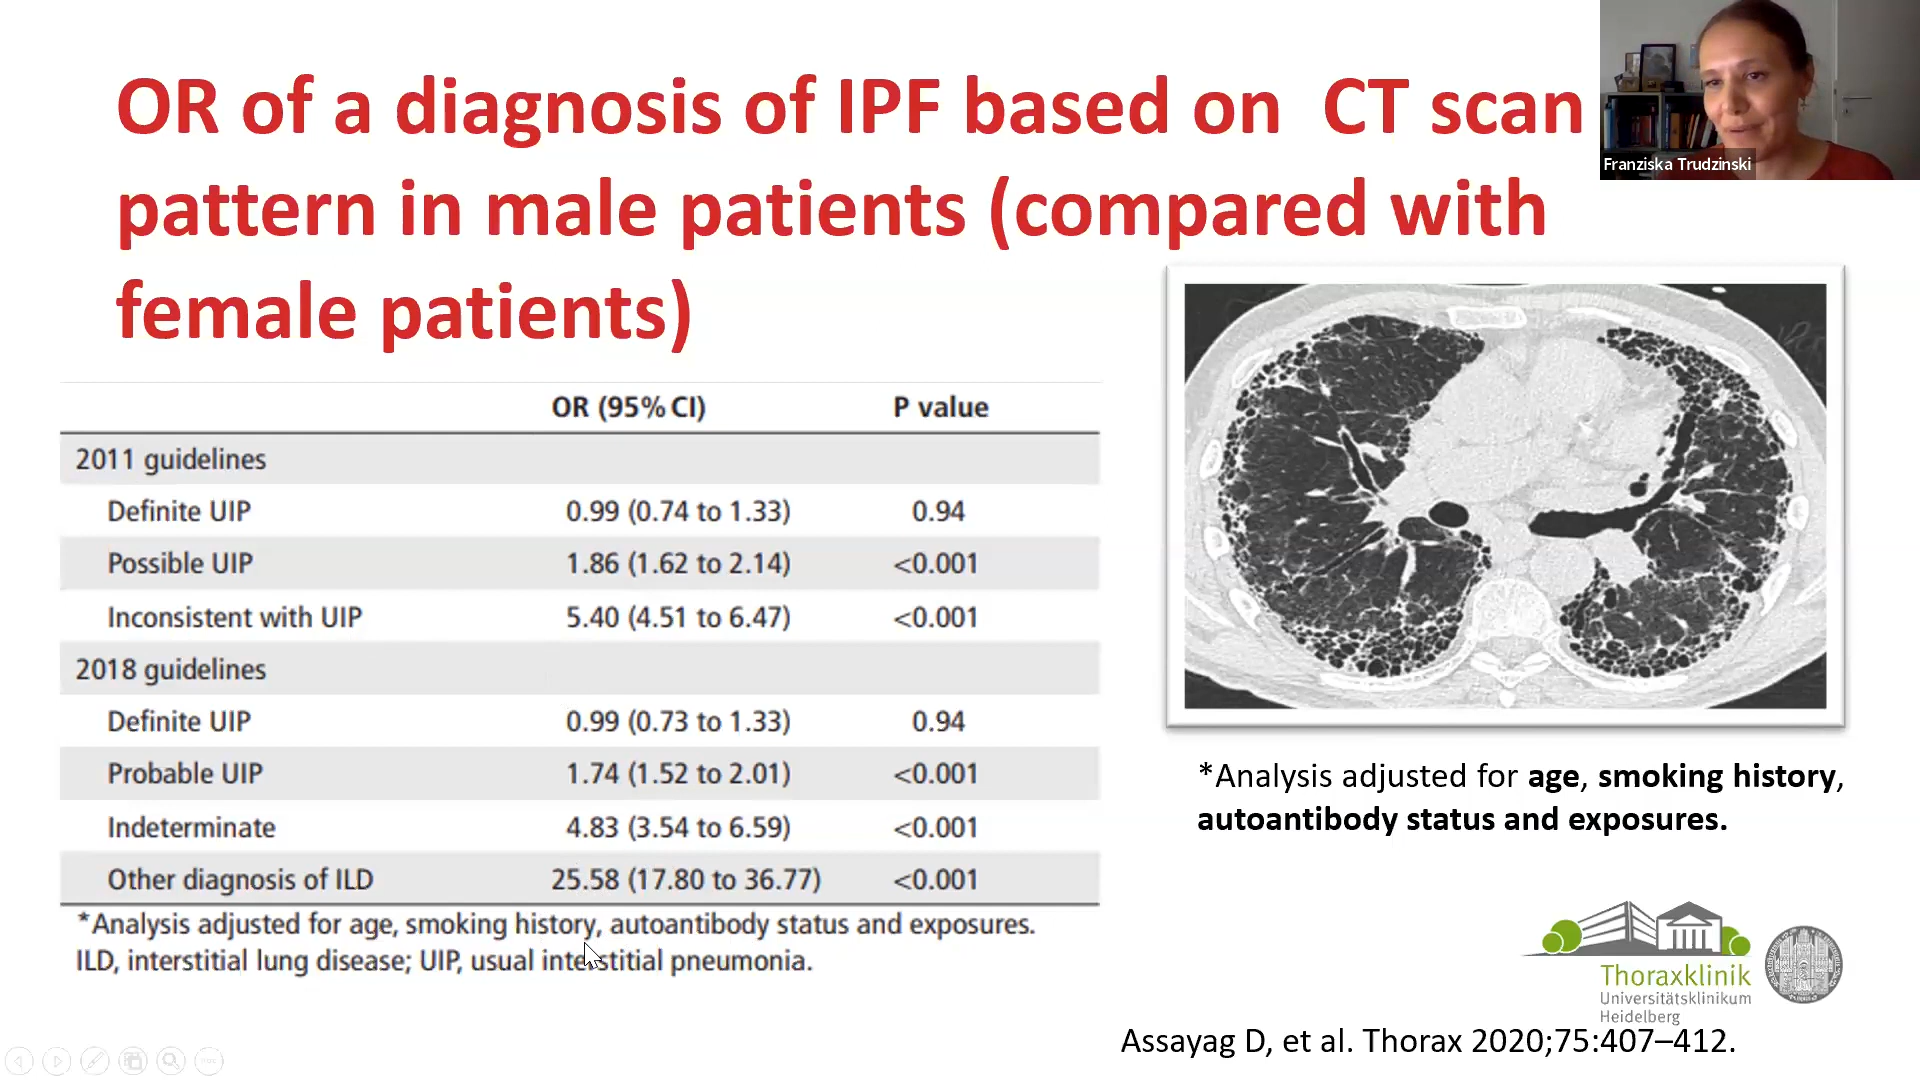 OR of a diagnosis of IPF based on CT scan
pattern in male patients (compared with
female patients)
Franziska Trudzinski
OR (95% CI) P value
2011 guidelines
Definite UIP 0.99 (0.74 to 1.33) 0.94
Possible UIP 1.86 (1.62 to 2.14) <0.001
Inconsistent with UIP 5.40 (4.51 to 6.47) <0.001
2018 guidelines
Definite UIP 0.99 (0.73 to 1.33) 0.94
Probable UIP 1.74 (1.52 to 2.01) <0.001
Indeterminate 4.83 (3.54 to 6.59) <0.001
Other diagnosis of ILD 25.58 (17.80 to 36.77) <0.001
*Analysis adjusted for age, smoking history, autoantibody status and exposures.
ILD, interstitial lung disease; UIP, usual interstitial pneumonia.
*Analysis adjusted for age, smoking history,
autoantibody status and exposures.
Thoraxklinik
Universitätsklinikum
Heidelberg
Assayag D, et al. Thorax 2020;75:407–412.